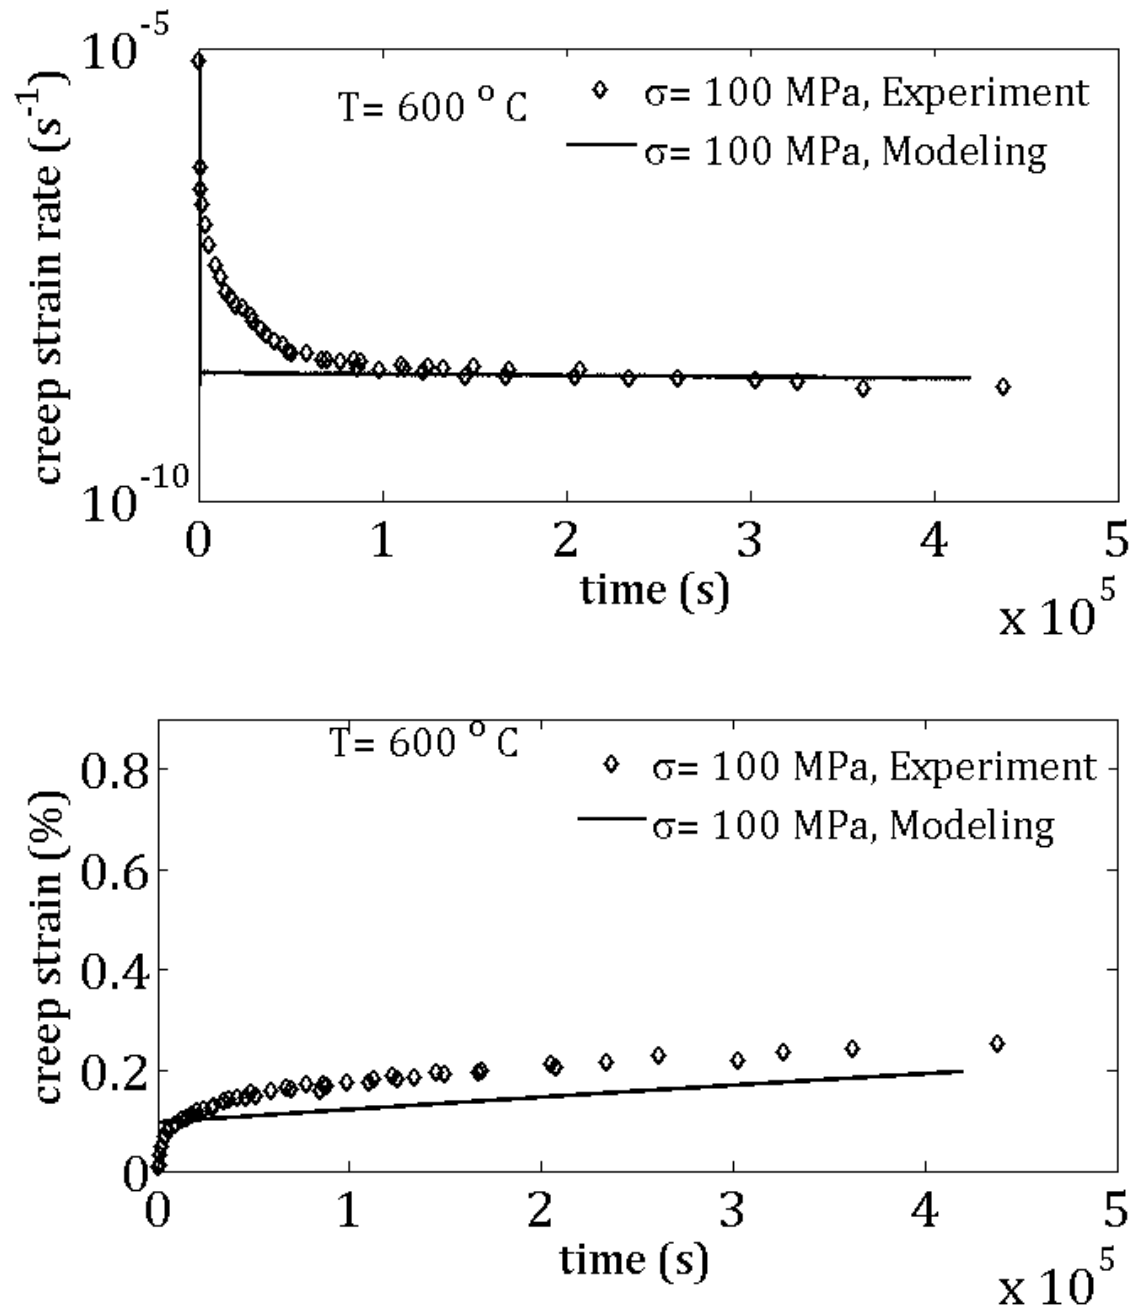 10^-5
T= 600 °C
σ= 100 MPa, Experiment
σ= 100 MPa, Modeling
creep strain rate (s^-1)
10^-10
0 1 2 3 4 5
time (s)
x 10^5
T= 600 °C
σ= 100 MPa, Experiment
σ= 100 MPa, Modeling
0.8
0.6
0.4
0.2
0
creep strain (%)
0 1 2 3 4 5
time (s)
x 10^5